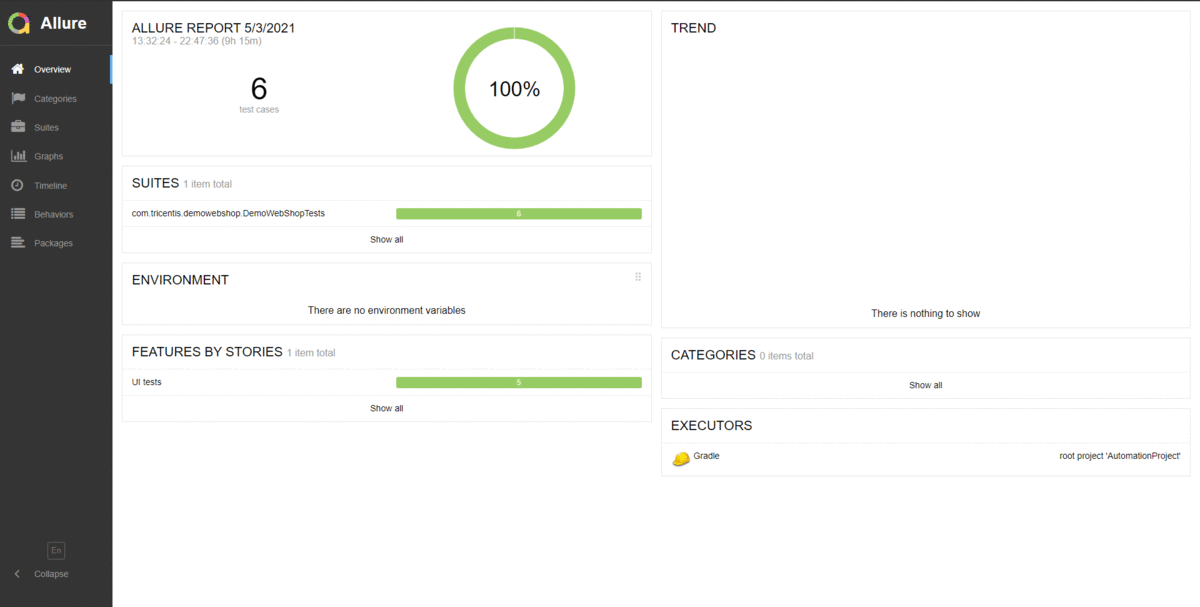 Allure
Overview
Categories
Suites
Graphs
Timeline
Behaviors
Packages
En
Collapse
ALLURE REPORT 5/3/2021
13:32:24 - 22:47:36 (9h 15m)
6
test cases
100%
SUITES 1 item total
com.tricentis.demowebshop.DemoWebShopTests
6
Show all
ENVIRONMENT
There are no environment variables
FEATURES BY STORIES 1 item total
UI tests
5
Show all
TREND
There is nothing to show
CATEGORIES 0 items total
Show all
EXECUTORS
Gradle
root project 'AutomationProject'